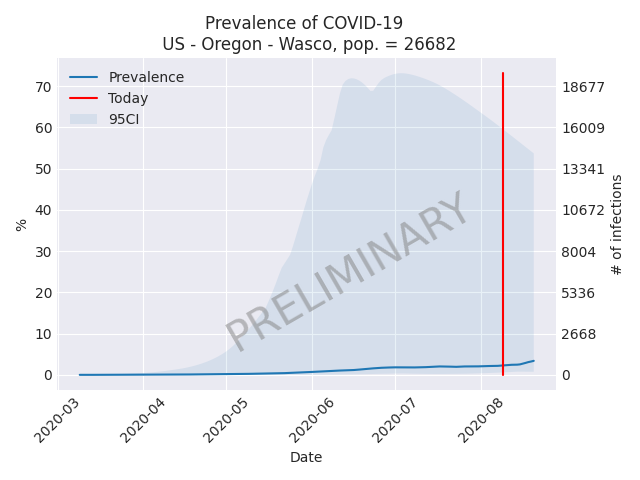 Prevalence of COVID-19
US - Oregon - Wasco, pop. = 26682
Prevalence
Today
95CI
70
60
50
40
30
20
10
0
%
18677
16009
13341
10672
8004
5336
2668
0
# of infections
PRELIMINARY
2020-03
2020-04
2020-05
2020-06
2020-07
2020-08
Date